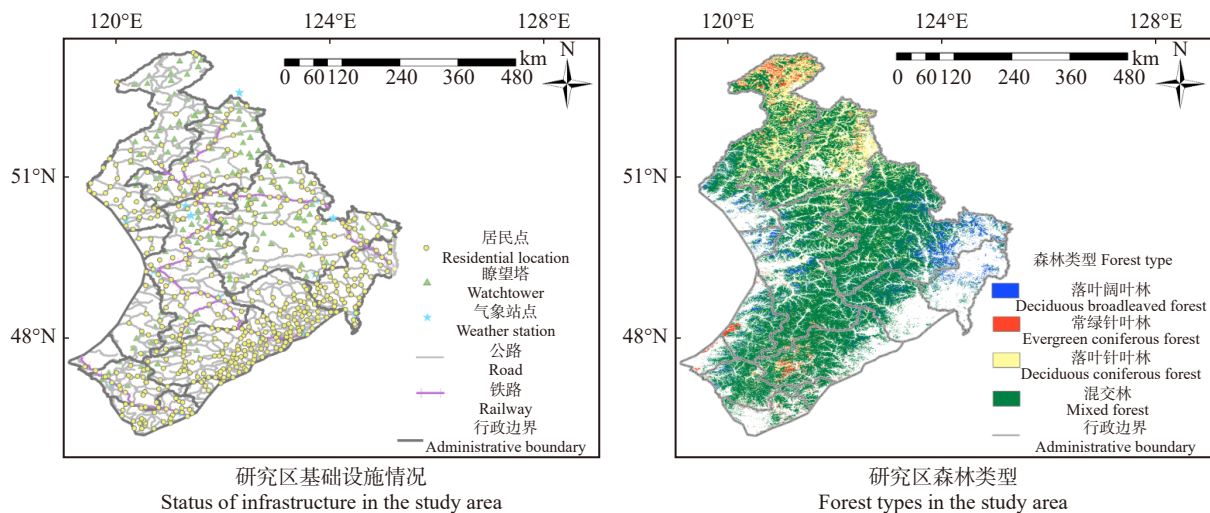 120°E 124°E 128°E
km
N
0 60 120 240 360 480
51°N
48°N
居民点
Residential location
瞭望塔
Watchtower
气象站点
Weather station
公路
Road
铁路
Railway
行政边界
Administrative boundary
研究区基础设施情况
Status of infrastructure in the study area
120°E 124°E 128°E
km
N
0 60 120 240 360 480
51°N
48°N
森林类型 Forest type
落叶阔叶林
Deciduous broadleaved forest
常绿针叶林
Evergreen coniferous forest
落叶针叶林
Deciduous coniferous forest
混交林
Mixed forest
行政边界
Administrative boundary
研究区森林类型
Forest types in the study area